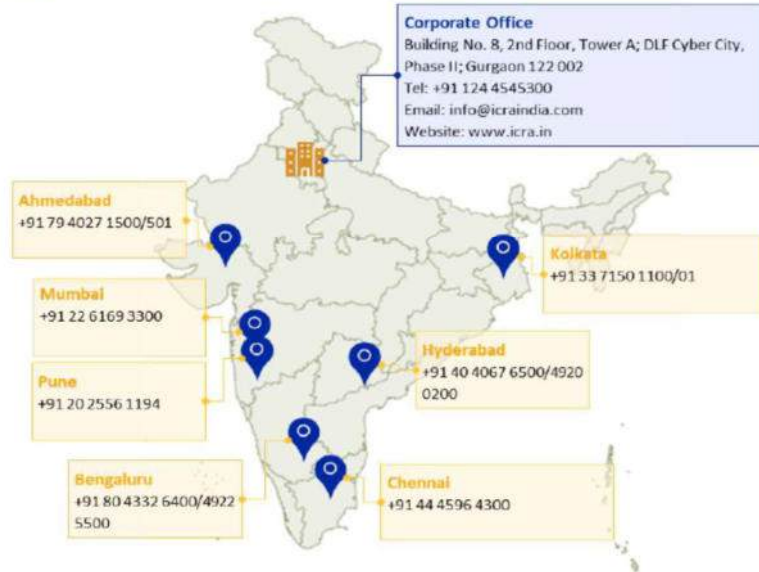 Corporate Office
Building No. 8, 2nd Floor, Tower A; DLF Cyber City,
Phase II; Gurgaon 122 002
Tel: +91 124 4545300
Email: info@icraindia.com
Website: www.icra.in
Ahmedabad
+91 79 4027 1500/501
Kolkata
+91 33 7150 1100/01
Mumbai
+91 22 6169 3300
Hyderabad
+91 40 4067 6500/4920
0200
Pune
+91 20 2556 1194
Bengaluru
+91 80 4332 6400/4922
5500
Chennai
+91 44 4596 4300